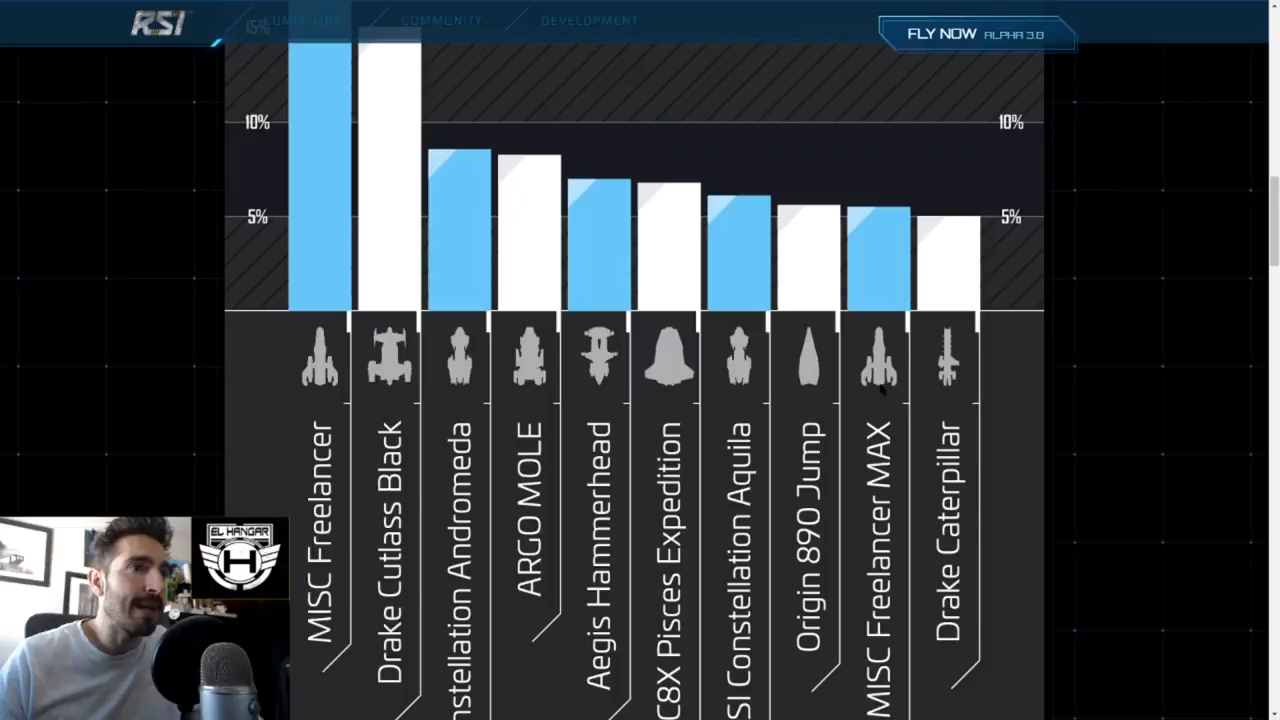 RSI
COMM-LINK
COMMUNITY
DEVELOPMENT
FLY NOW ALPHA 3.8
15%
10%
10%
5%
5%
MISC Freelancer
Drake Cutlass Black
nstellation Andromeda
ARGO MOLE
Aegis Hammerhead
C8X Pisces Expedition
SI Constellation Aquila
Origin 890 Jump
MISC Freelancer MAX
Drake Caterpillar
EL HANGAR
H